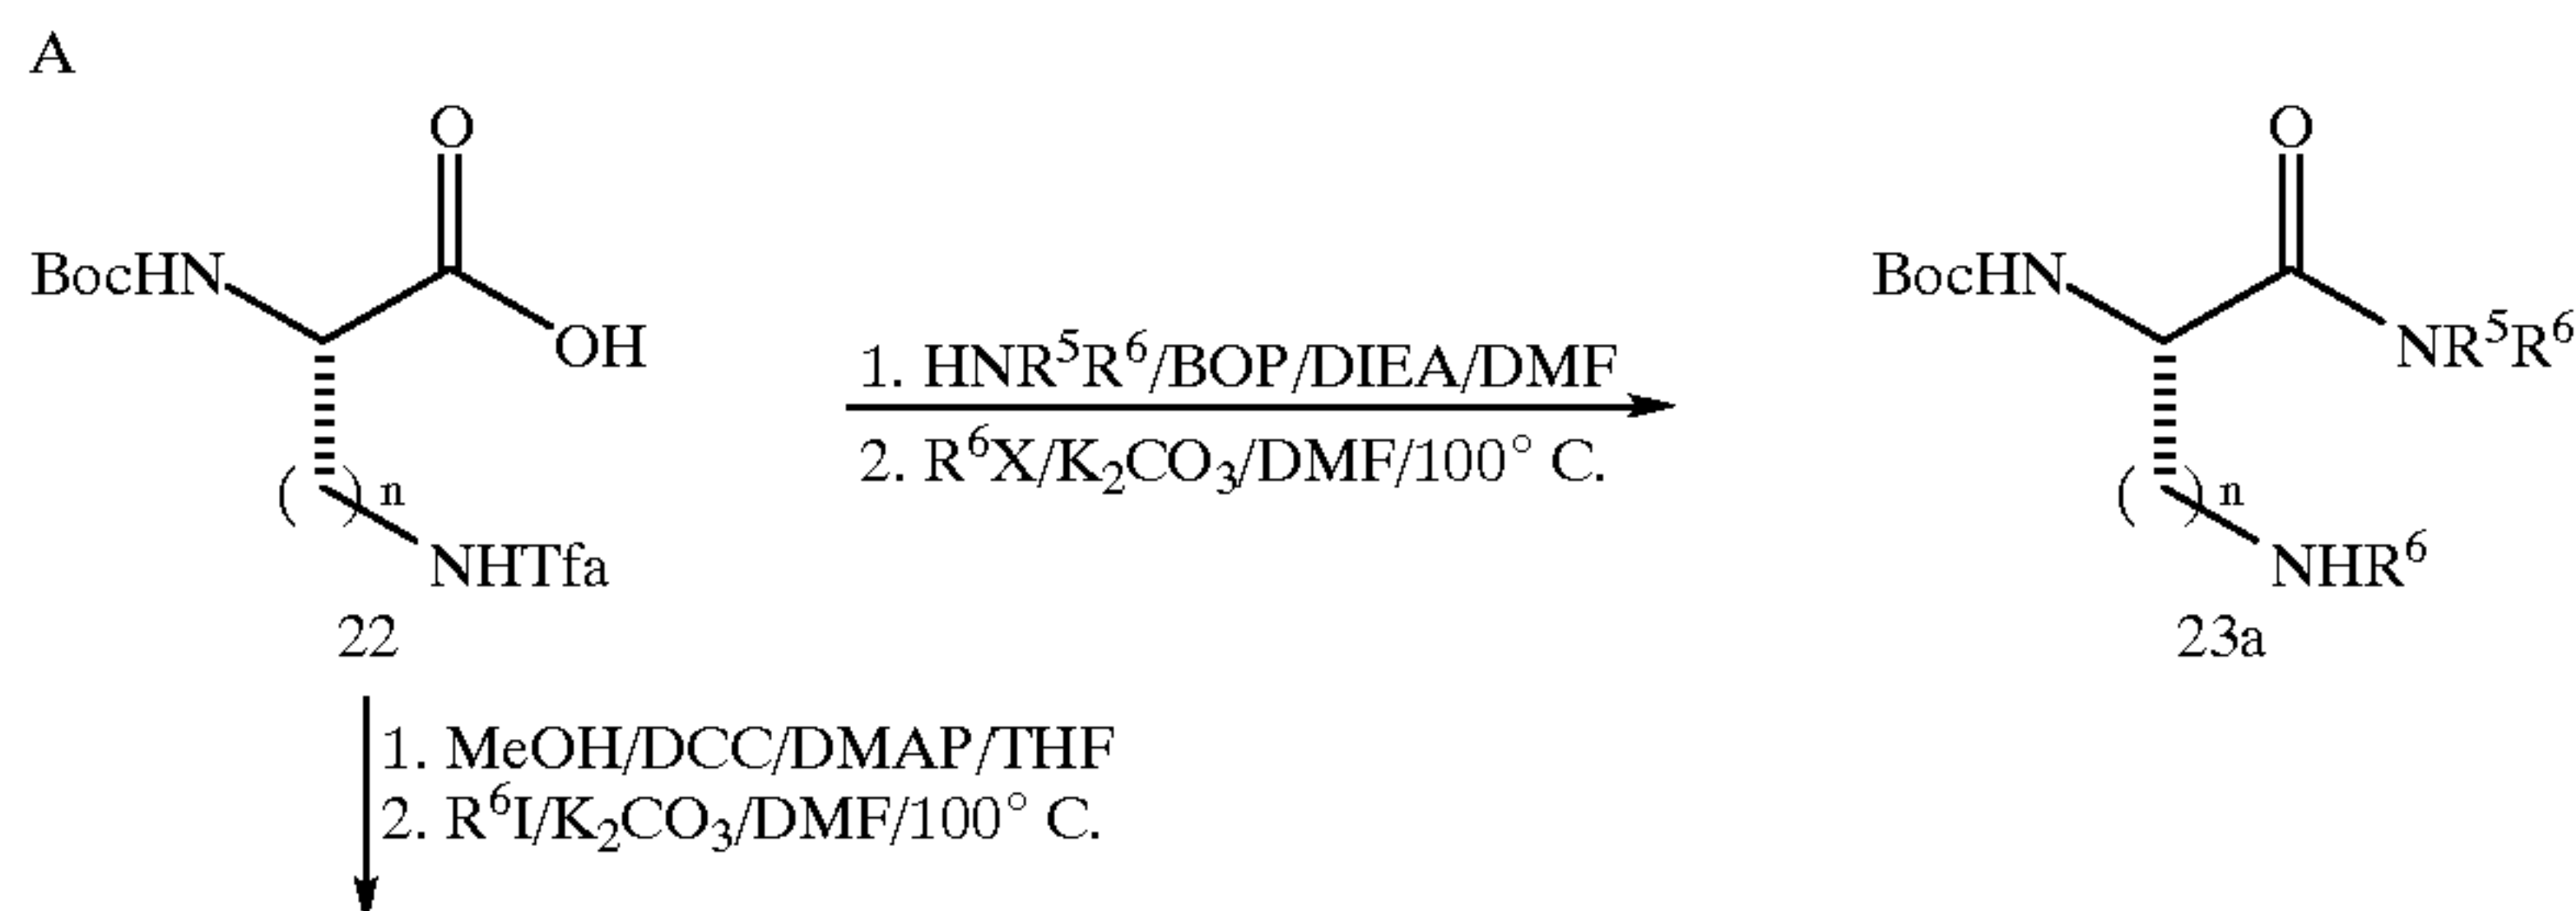 A
O
BocHN
OH
( )n
NHTfa
22
1. HNR⁵R⁶/BOP/DIEA/DMF
2. R⁶X/K₂CO₃/DMF/100° C.
O
BocHN
NR⁵R⁶
( )n
NHR⁶
23a
1. MeOH/DCC/DMAP/THF
2. R⁶I/K₂CO₃/DMF/100° C.